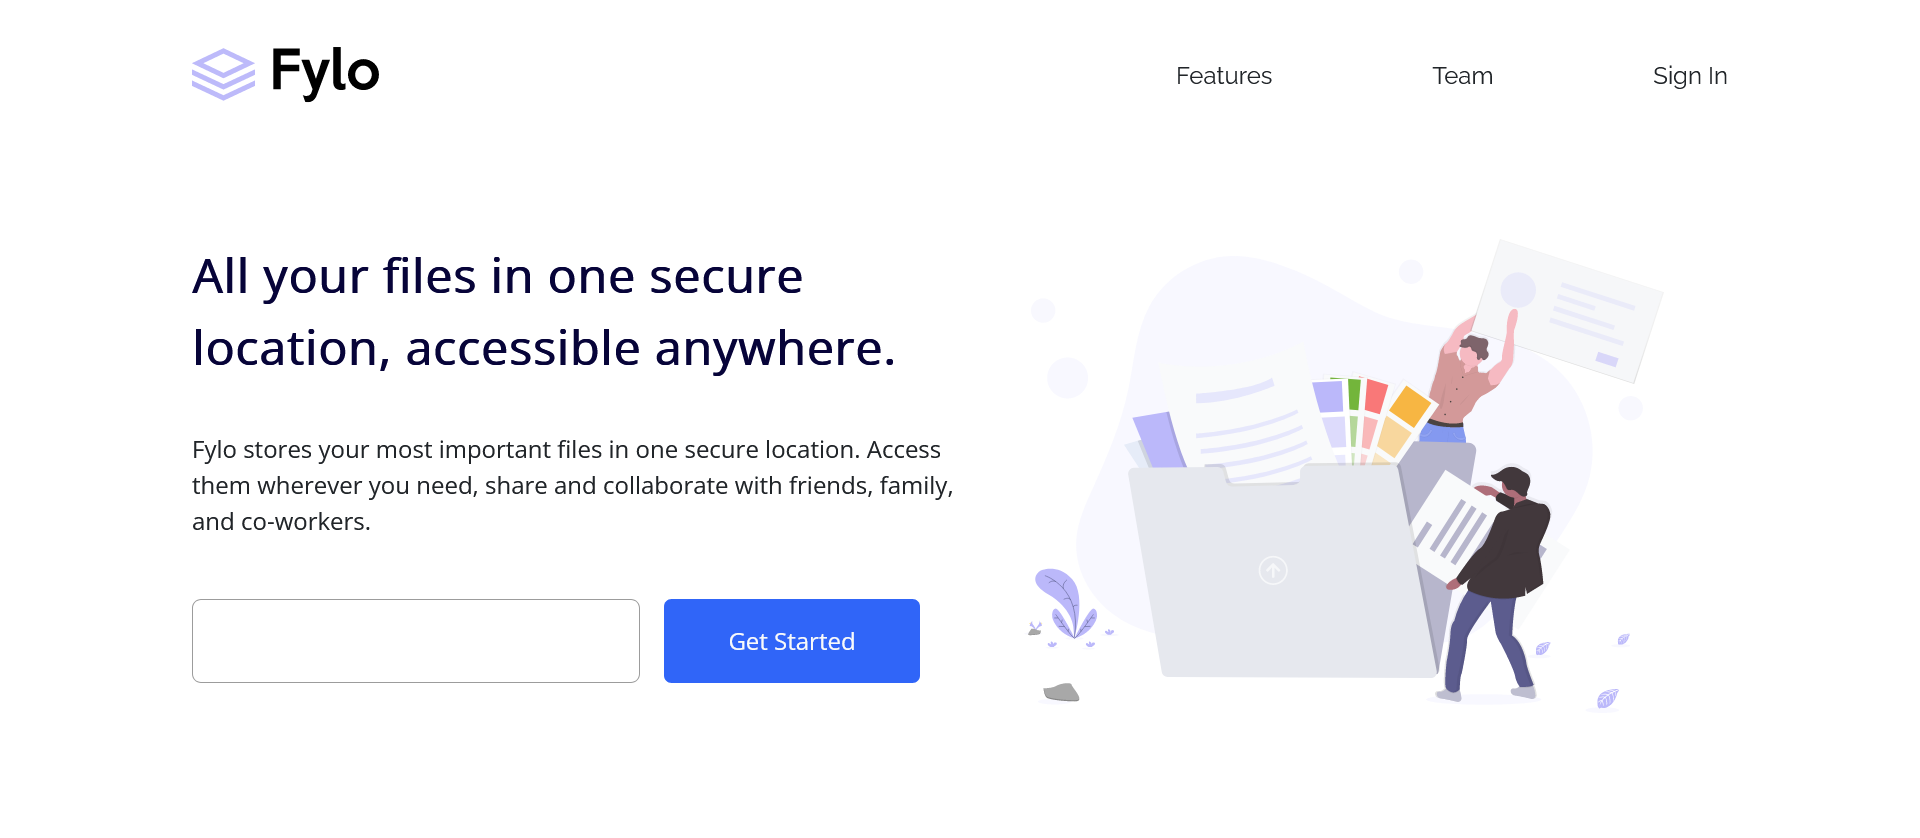 Fylo
Features
Team
Sign In
All your files in one secure
location, accessible anywhere.
Fylo stores your most important files in one secure location. Access
them wherever you need, share and collaborate with friends, family,
and co-workers.
Get Started